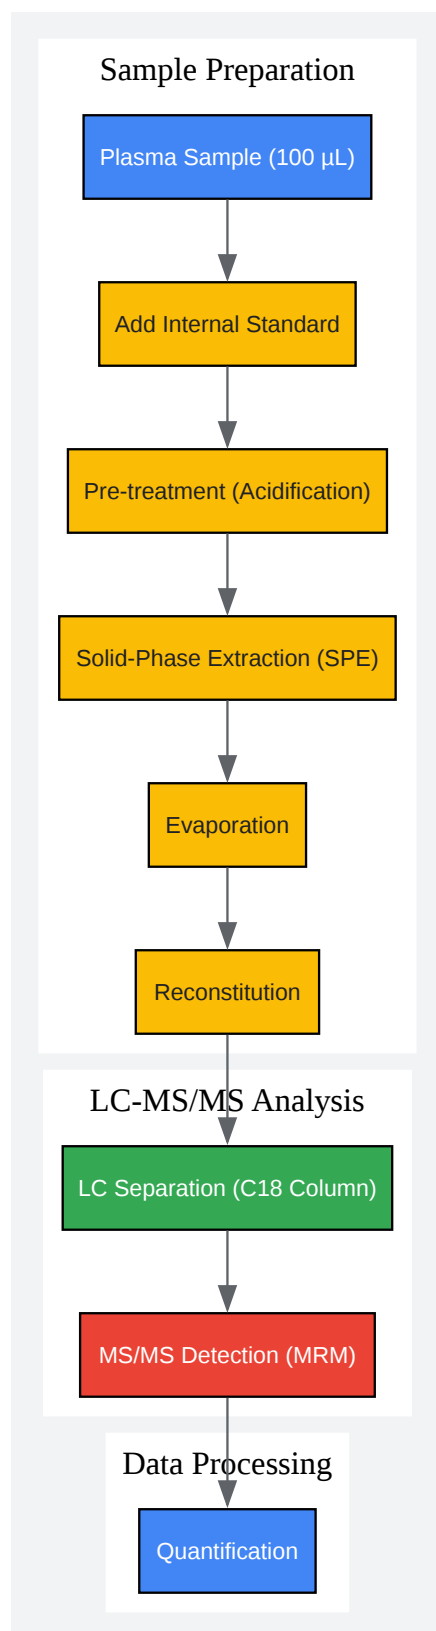 Sample Preparation
Plasma Sample (100 µL)
Add Internal Standard
Pre-treatment (Acidification)
Solid-Phase Extraction (SPE)
Evaporation
Reconstitution
LC-MS/MS Analysis
LC Separation (C18 Column)
MS/MS Detection (MRM)
Data Processing
Quantification